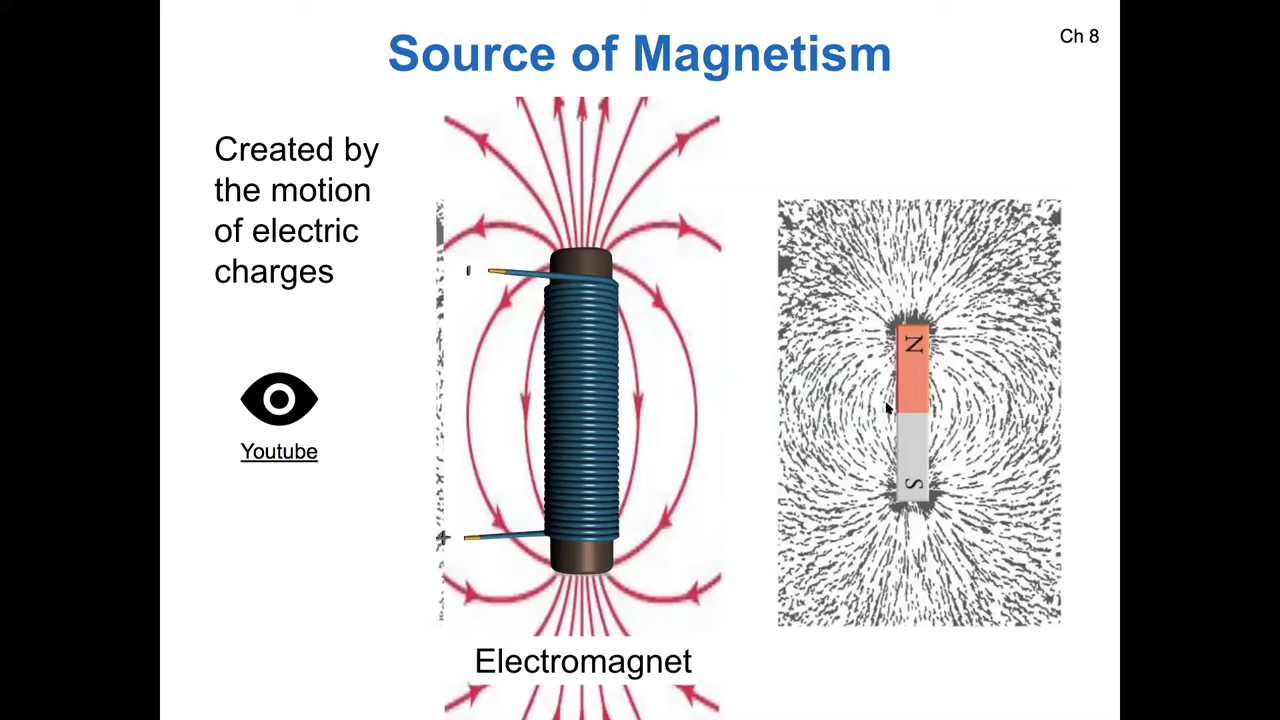 Source of Magnetism
Ch 8
Created by
the motion
of electric
charges
Youtube
-
+
N
S
Electromagnet